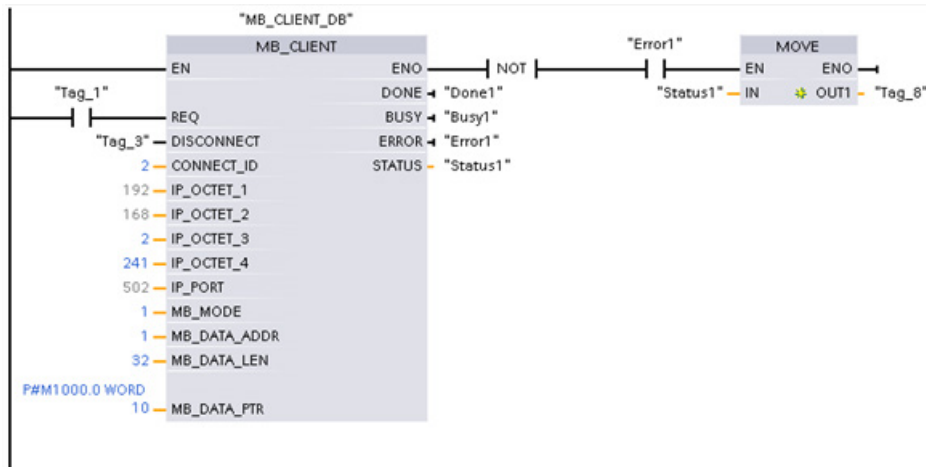 "MB_CLIENT_DB"
MB_CLIENT
"Error1"
MOVE
EN ENO
NOT
EN ENO
"Tag_1"
DONE "Done1"
"Status1" IN OUT1 "Tag_8"
REQ BUSY "Busy1"
"Tag_3" DISCONNECT ERROR "Error1"
2 CONNECT_ID STATUS "Status1"
192 IP_OCTET_1
168 IP_OCTET_2
2 IP_OCTET_3
241 IP_OCTET_4
502 IP_PORT
1 MB_MODE
1 MB_DATA_ADDR
32 MB_DATA_LEN
P#M1000.0 WORD
10 MB_DATA_PTR